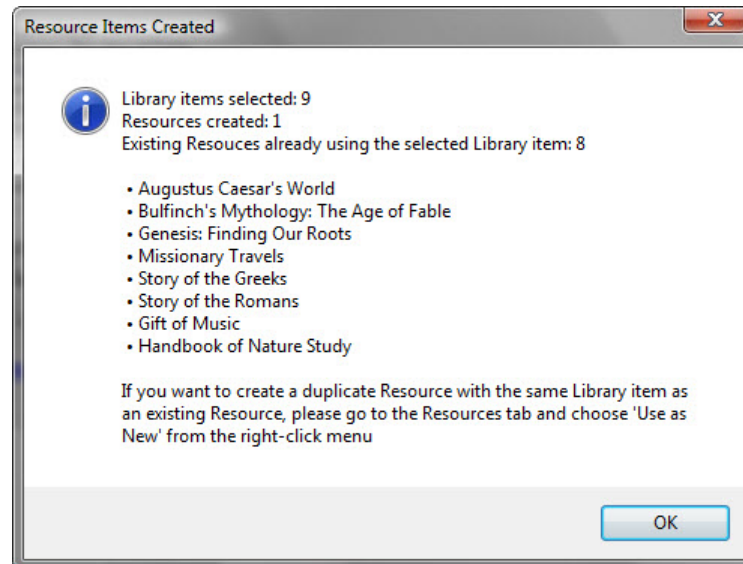 Resource Items Created
Library items selected: 9
Resources created: 1
Existing Resouces already using the selected Library item: 8
• Augustus Caesar's World
• Bulfinch's Mythology: The Age of Fable
• Genesis: Finding Our Roots
• Missionary Travels
• Story of the Greeks
• Story of the Romans
• Gift of Music
• Handbook of Nature Study
If you want to create a duplicate Resource with the same Library item as
an existing Resource, please go to the Resources tab and choose 'Use as
New' from the right-click menu
OK